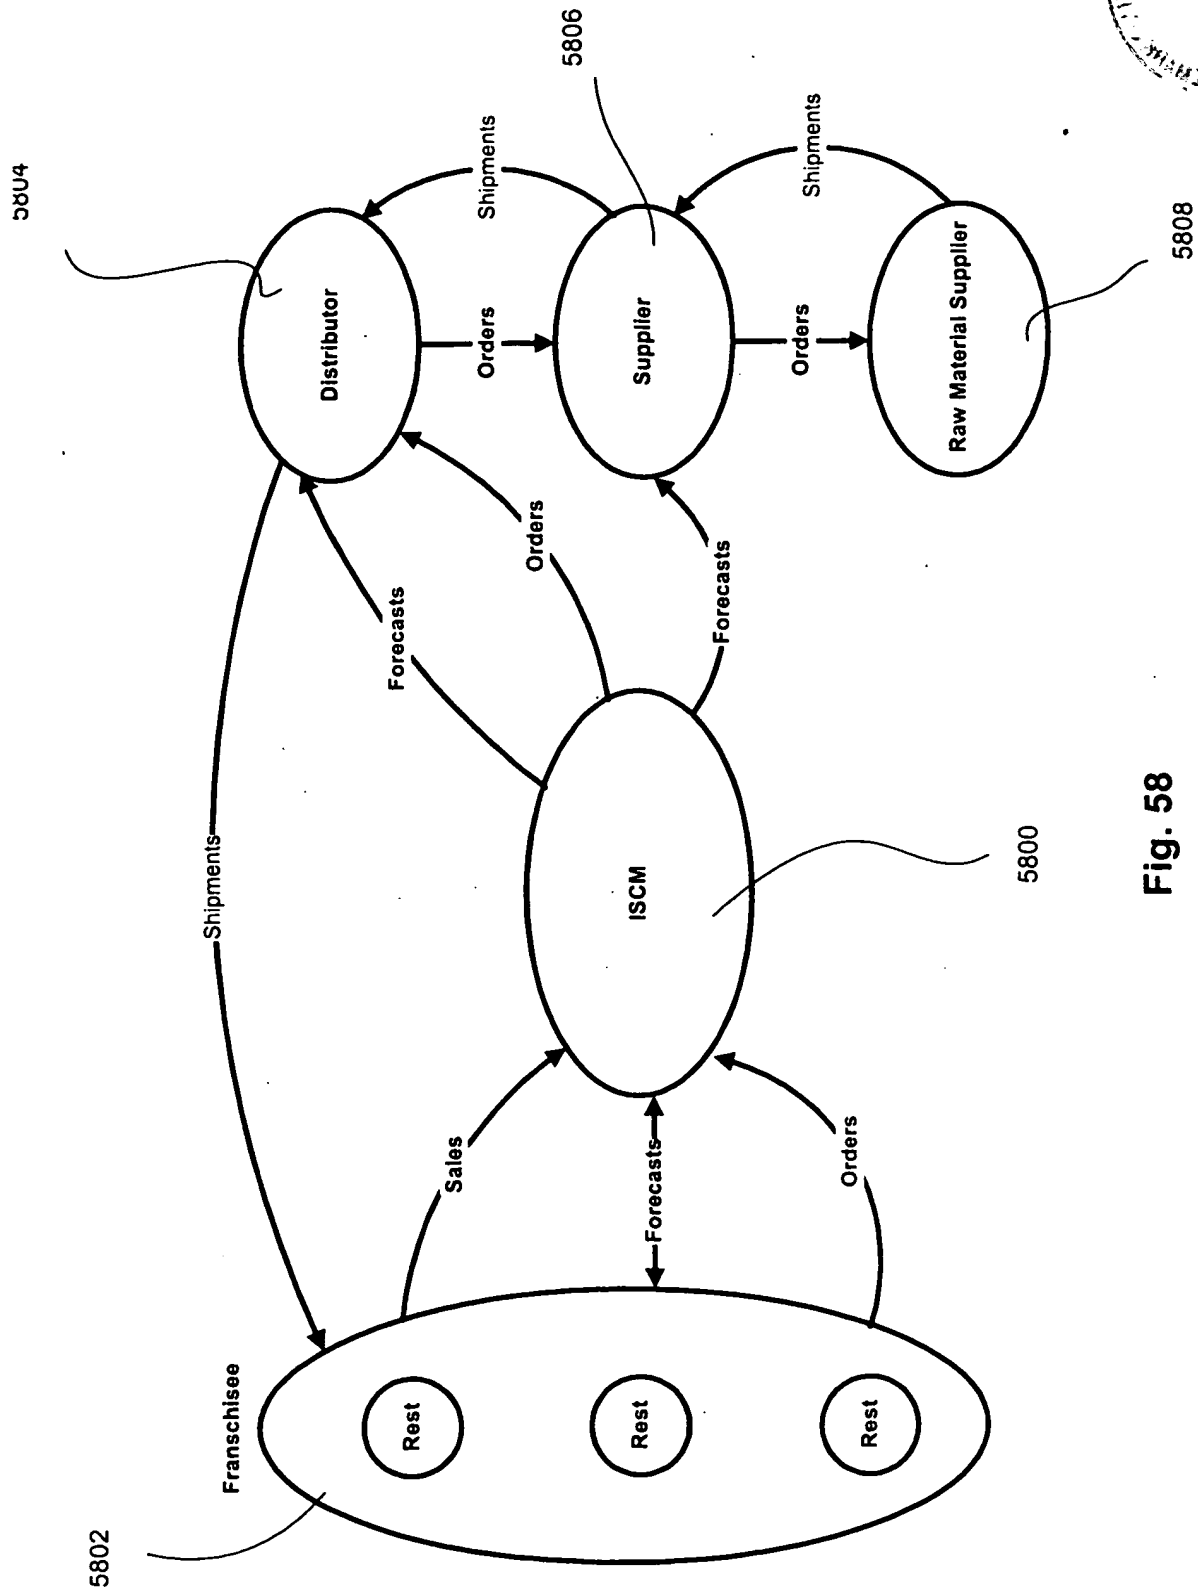 5802
Franschisee
Rest
Rest
Rest
Shipments
Sales
Forecasts
Orders
ISCM
5800
Forecasts
Orders
Forecasts
5804
Distributor
Shipments
Orders
5806
Supplier
Shipments
Orders
Raw Material Supplier
5808
Fig. 58